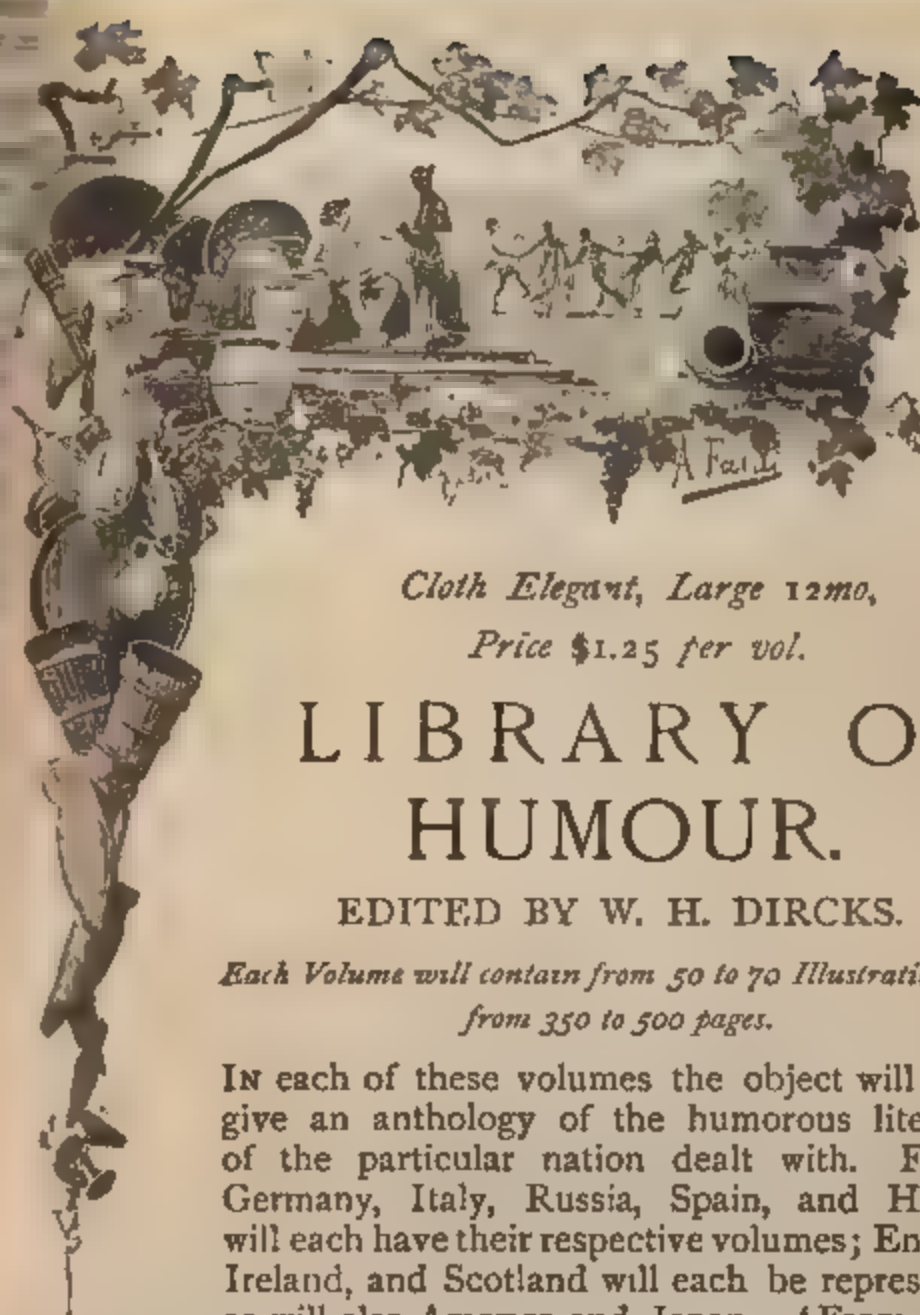 Cloth Elegant, Large 12mo,
Price $1.25 per vol.
LIBRARY O
HUMOUR.
EDITED BY W. H. DIRCKS.
Each Volume will contain from 50 to 70 Illustrati
from 350 to 500 pages.
IN each of these volumes the object will
give an anthology of the humorous lite
of the particular nation dealt with. F
Germany, Italy, Russia, Spain, and H
will each have their respective volumes; En
Ireland, and Scotland will each be repres